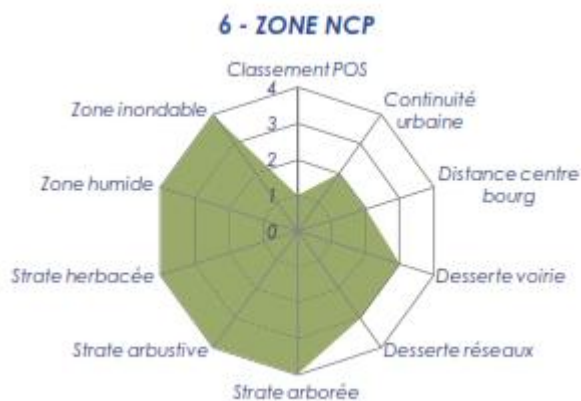 6 - ZONE NCP
Classement POS
4
3
2
1
0
Continuité
urbaine
Distance centre
bourg
Desserte voirie
Desserte réseaux
Strate arborée
Strate arbustive
Strate herbacée
Zone humide
Zone inondable